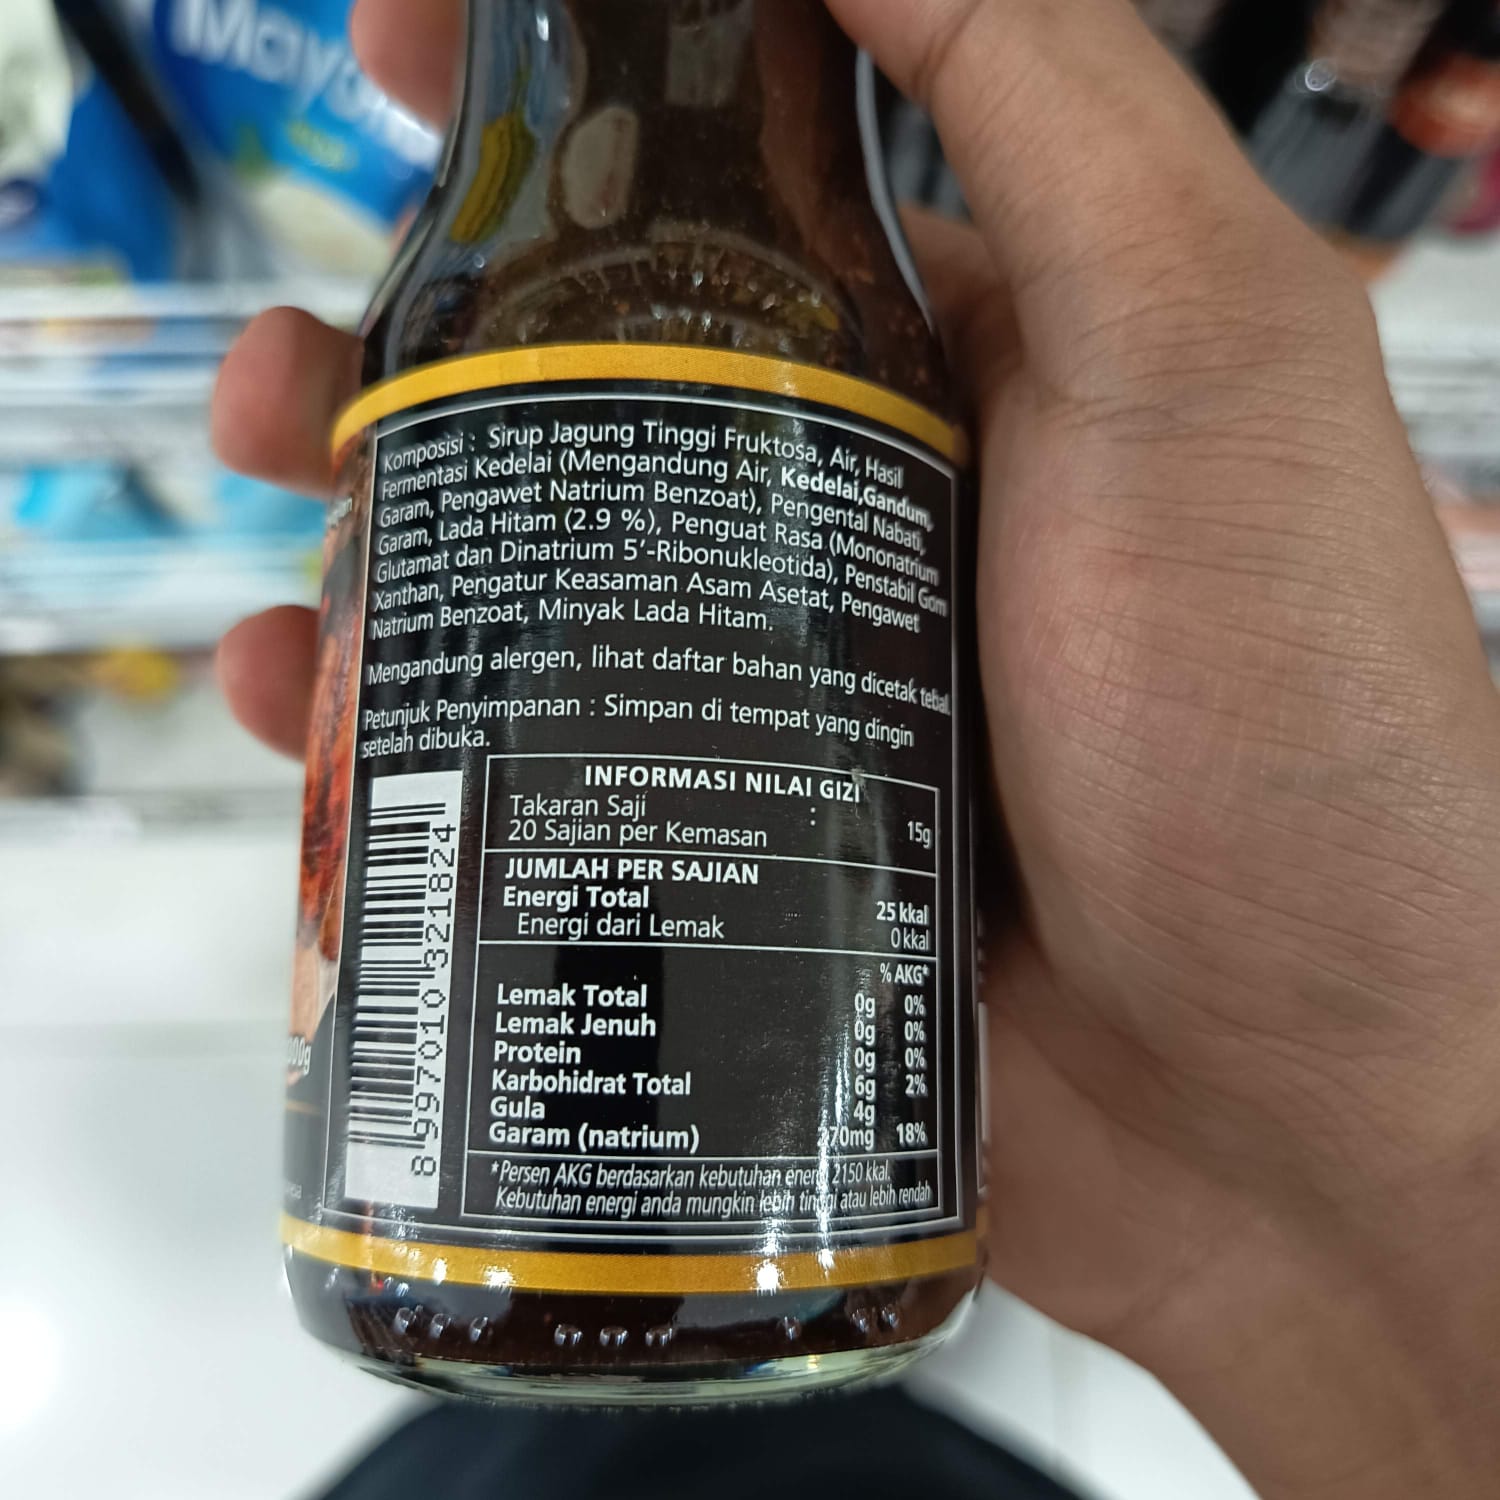 Komposisi : Sirup Jagung Tinggi Fruktosa, Air, Hasil
Fermentasi Kedelai (Mengandung Air, Kedelai,Gandum,
Garam, Pengawet Natrium Benzoat), Pengental Nabati,
Garam, Lada Hitam (2.9 %), Penguat Rasa (Mononatrium
Glutamat dan Dinatrium 5'-Ribonukleotida), Penstabil Gom
Xanthan, Pengatur Keasaman Asam Asetat, Pengawet
Natrium Benzoat, Minyak Lada Hitam.
Mengandung alergen, lihat daftar bahan yang dicetak tebal.
Petunjuk Penyimpanan : Simpan di tempat yang dingin
setelah dibuka.
INFORMASI NILAI GIZI
Takaran Saji : 15g
20 Sajian per Kemasan
JUMLAH PER SAJIAN
Energi Total 25 kkal
Energi dari Lemak 0 kkal
% AKG*
Lemak Total 0g 0%
Lemak Jenuh 0g 0%
Protein 0g 0%
Karbohidrat Total 6g 2%
Gula 4g
Garam (natrium) 270mg 18%
*Persen AKG berdasarkan kebutuhan energi 2150 kkal.
Kebutuhan energi anda mungkin lebih tinggi atau lebih rendah
8 997010 321824